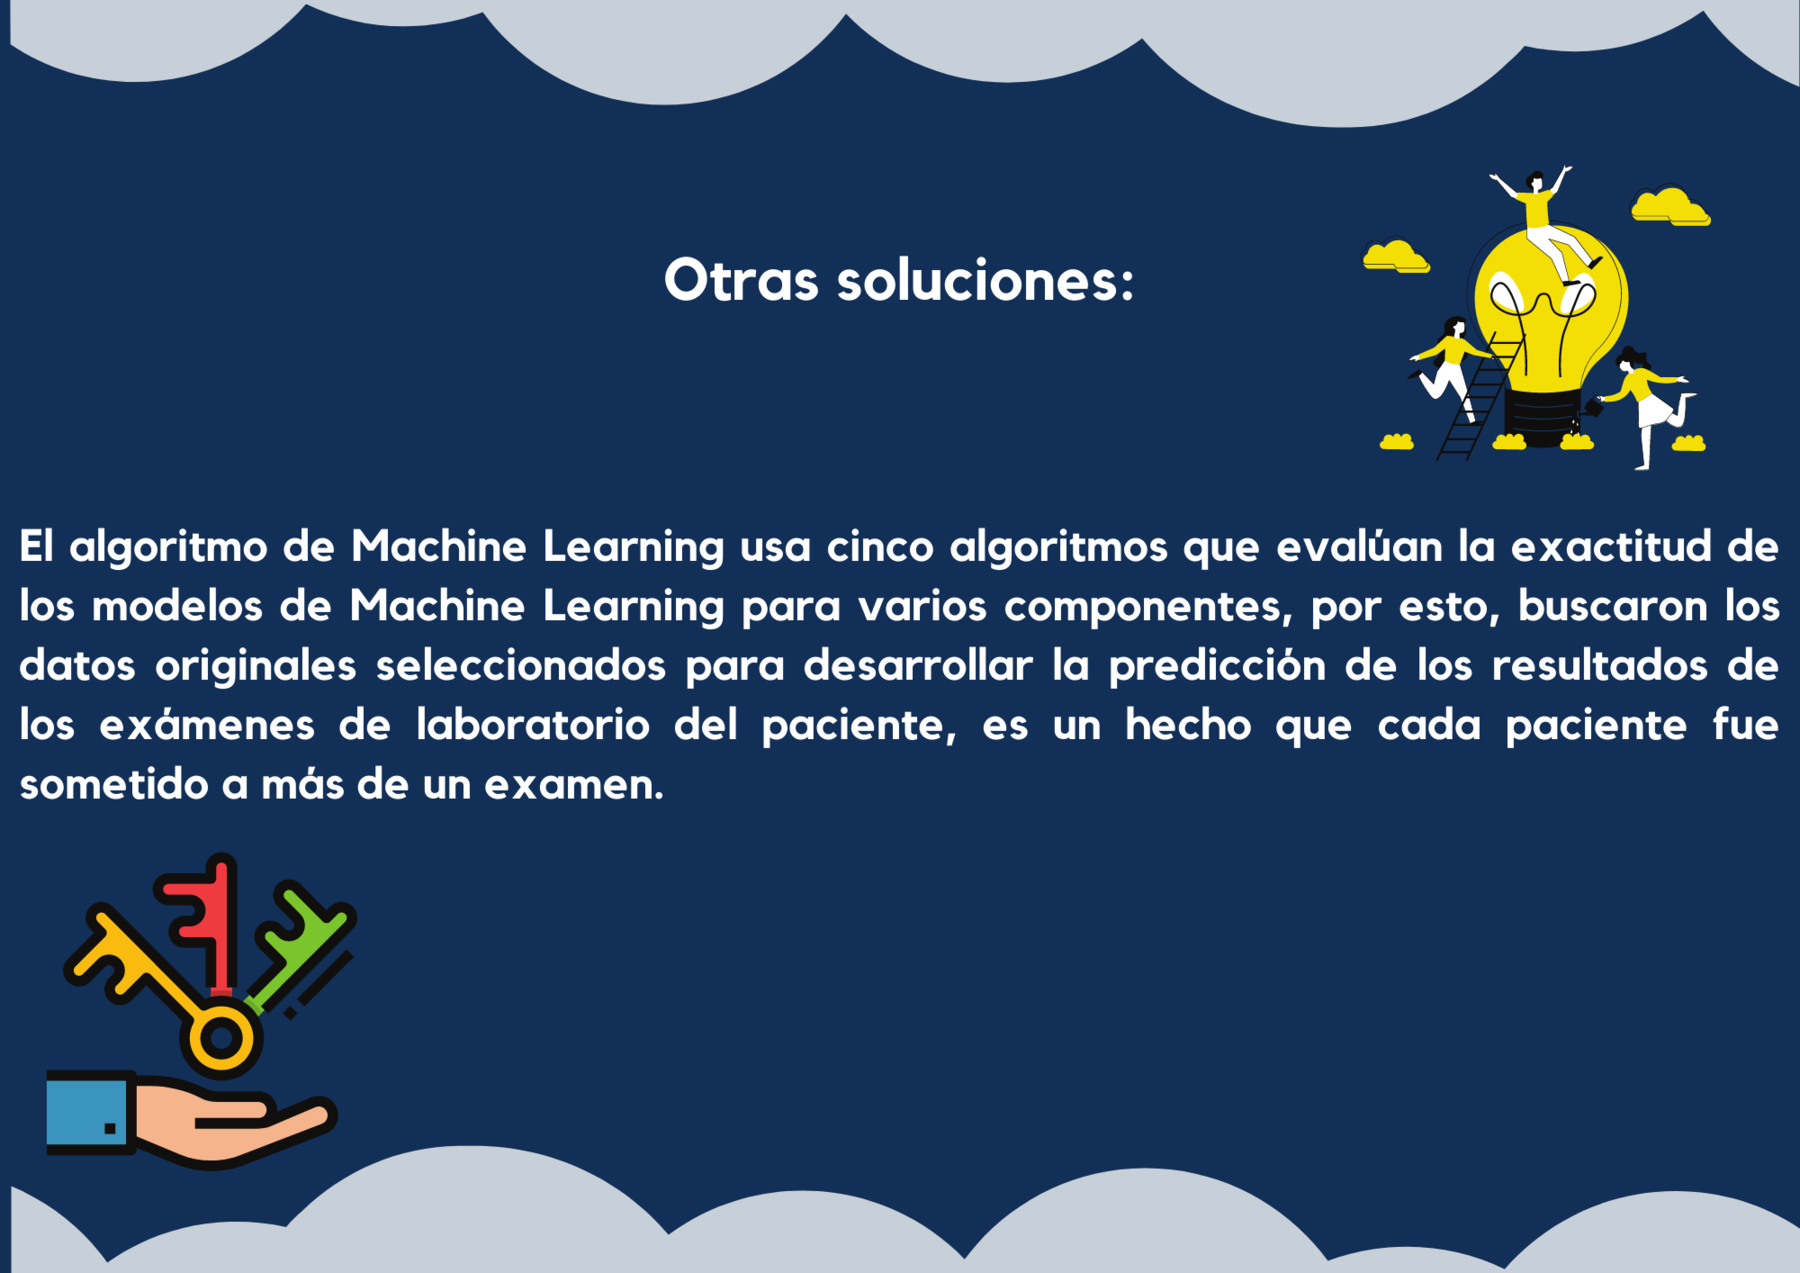 Otras soluciones:
El algoritmo de Machine Learning usa cinco algoritmos que evalúan la exactitud de
los modelos de Machine Learning para varios componentes, por esto, buscaron los
datos originales seleccionados para desarrollar la predicción de los resultados de
los exámenes de laboratorio del paciente, es un hecho que cada paciente fue
sometido a más de un examen.